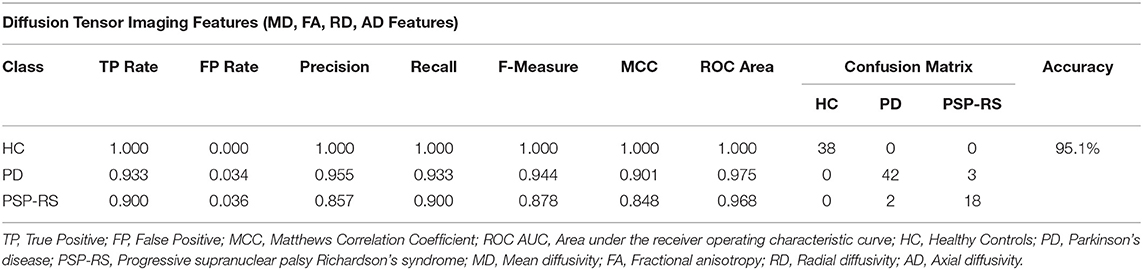 Diffusion Tensor Imaging Features (MD, FA, RD, AD Features)
Class TP Rate FP Rate Precision Recall F-Measure MCC ROC Area Confusion Matrix Accuracy
HC PD PSP-RS
HC 1.000 0.000 1.000 1.000 1.000 1.000 1.000 38 0 0 95.1%
PD 0.933 0.034 0.955 0.933 0.944 0.901 0.975 0 42 3
PSP-RS 0.900 0.036 0.857 0.900 0.878 0.848 0.968 0 2 18
TP, True Positive; FP, False Positive; MCC, Matthews Correlation Coefficient; ROC AUC, Area under the receiver operating characteristic curve; HC, Healthy Controls; PD, Parkinson's
disease; PSP-RS, Progressive supranuclear palsy Richardson's syndrome; MD, Mean diffusivity; FA, Fractional anisotropy; RD, Radial diffusivity; AD, Axial diffusivity.